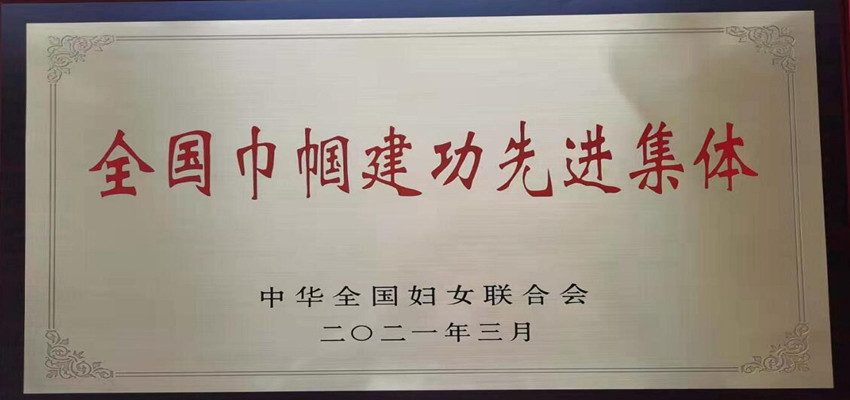 全国巾帼建功先进集体
中华全国妇女联合会
二〇二一年三月